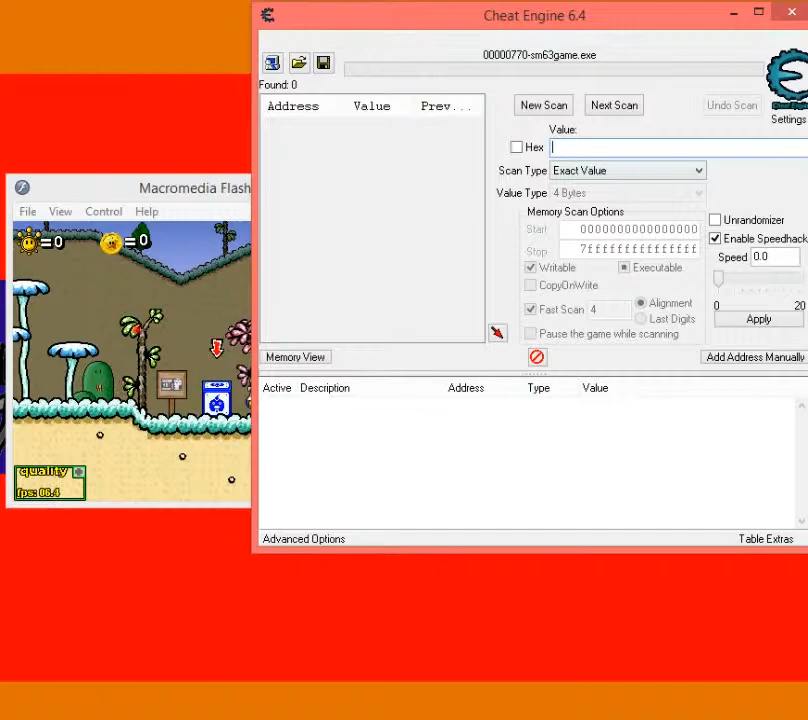 Cheat Engine 6.4
00000770-sm63game.exe
Found: 0
Address Value Prev...
New Scan Next Scan Undo Scan
Settings
Value:
Hex
Scan Type Exact Value
Value Type 4 Bytes
Memory Scan Options
Start 0000000000000000
Stop 7fffffffffffffff
Writable Executable
CopyOnWrite
Fast Scan 4 Alignment
Last Digits
Pause the game while scanning
Unrandomizer
Enable Speedhack
Speed 0.0
0 20
Apply
Memory View Add Address Manually
Active Description Address Type Value
Advanced Options Table Extras
Macromedia Flash
File View Control Help
=0 =0
quality
fps: 06.4